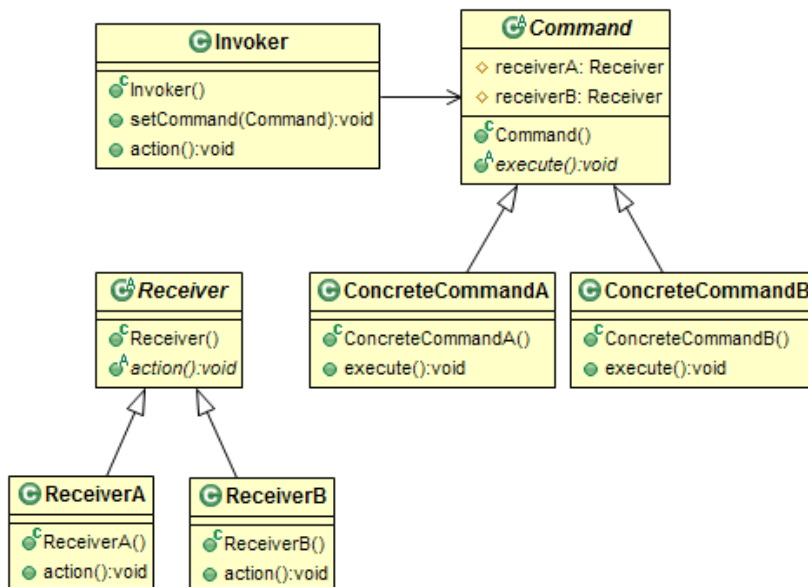 Invoker
Invoker()
setCommand(Command):void
action():void
Command
receiverA: Receiver
receiverB: Receiver
Command()
execute():void
Receiver
Receiver()
action():void
ConcreteCommandA
ConcreteCommandA()
execute():void
ConcreteCommandB
ConcreteCommandB()
execute():void
ReceiverA
ReceiverA()
action():void
ReceiverB
ReceiverB()
action():void